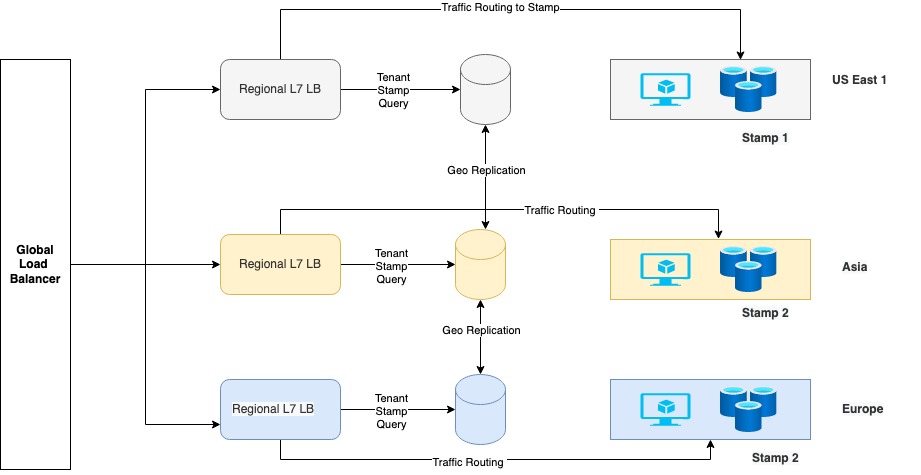 Traffic Routing to Stamp
Regional L7 LB
Tenant
Stamp
Query
US East 1
Stamp 1
Geo Replication
Traffic Routing
Global
Load
Balancer
Regional L7 LB
Tenant
Stamp
Query
Asia
Stamp 2
Geo Replication
Regional L7 LB
Tenant
Stamp
Query
Europe
Traffic Routing
Stamp 2